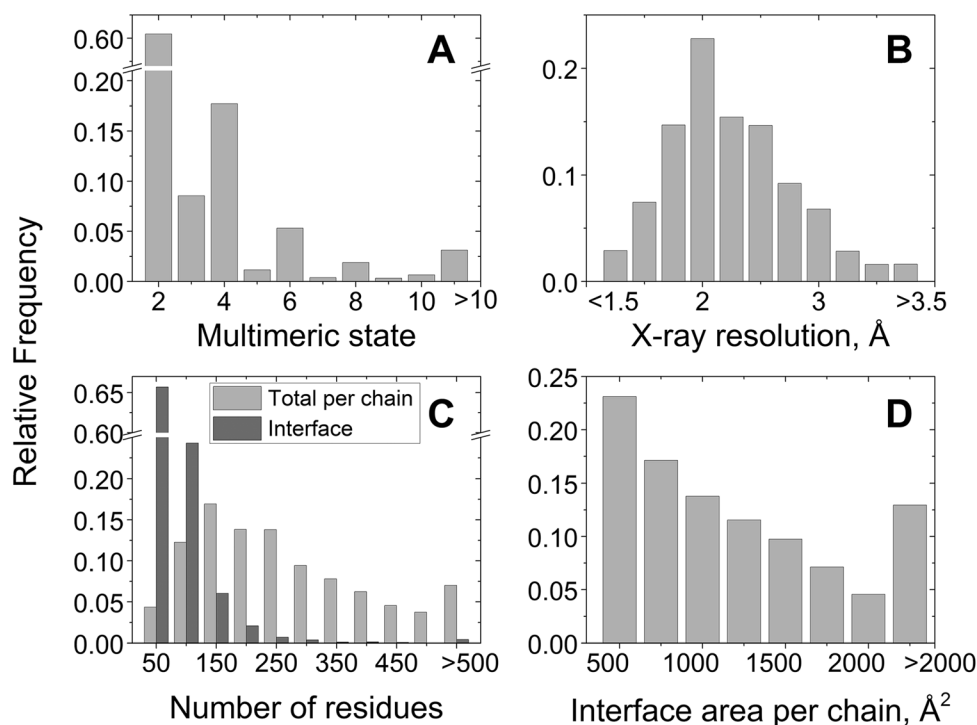 Relative Frequency
A
0.60
0.20
0.15
0.10
0.05
0.00
2 4 6 8 10 >10
Multimeric state
B
0.2
0.1
0.0
<1.5 2 3 >3.5
X-ray resolution, Å
C
Total per chain
Interface
0.65
0.60
0.20
0.15
0.10
0.05
0.00
50 150 250 350 450 >500
Number of residues
D
0.25
0.20
0.15
0.10
0.05
0.00
500 1000 1500 2000 >2000
Interface area per chain, Å²